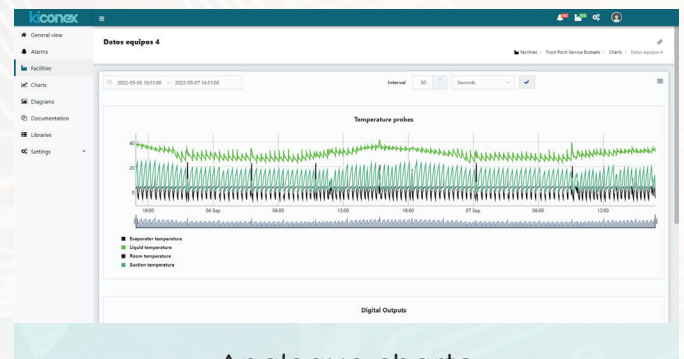 kiconex
General view
Alarms
Facilities
Charts
Diagrams
Documentation
Libraries
Settings
Datos equipos 4
Facilities / Food Point Service Bosteels / Charts / Datos equipos 4
2022-09-05 16:51:00 - 2022-09-07 16:51:00
Interval 60 Seconds
Temperature probes
40
20
0
18:00 06 Sep 06:00 12:00 18:00 07 Sep 06:00 12:00
Evaporator temperature
Liquid temperature
Room temperature
Suction temperature
Digital Outputs